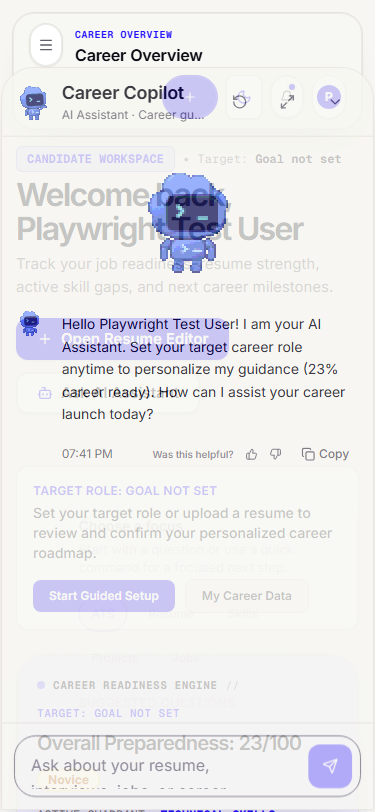 CAREER OVERVIEW
Career Overview
Career Copilot
AI Assistant · Career gu...
P
CANDIDATE WORKSPACE • Target: Goal not set
Welcome back
Playwright Test User
Track your job readiness, resume strength,
active skill gaps, and next career milestones.
Open Resume Editor
Ask AI Assistant
Hello Playwright Test User! I am your AI
Assistant. Set your target career role
anytime to personalize my guidance (23%
career ready). How can I assist your career
launch today?
07:41 PM Was this helpful? Copy
TARGET ROLE: GOAL NOT SET
Set your target role or upload a resume to
review and confirm your personalized career
roadmap.
Start Guided Setup My Career Data
CAREER READINESS ENGINE //
TARGET: GOAL NOT SET
Overall Preparedness: 23/100
Ask about your resume,
Novice